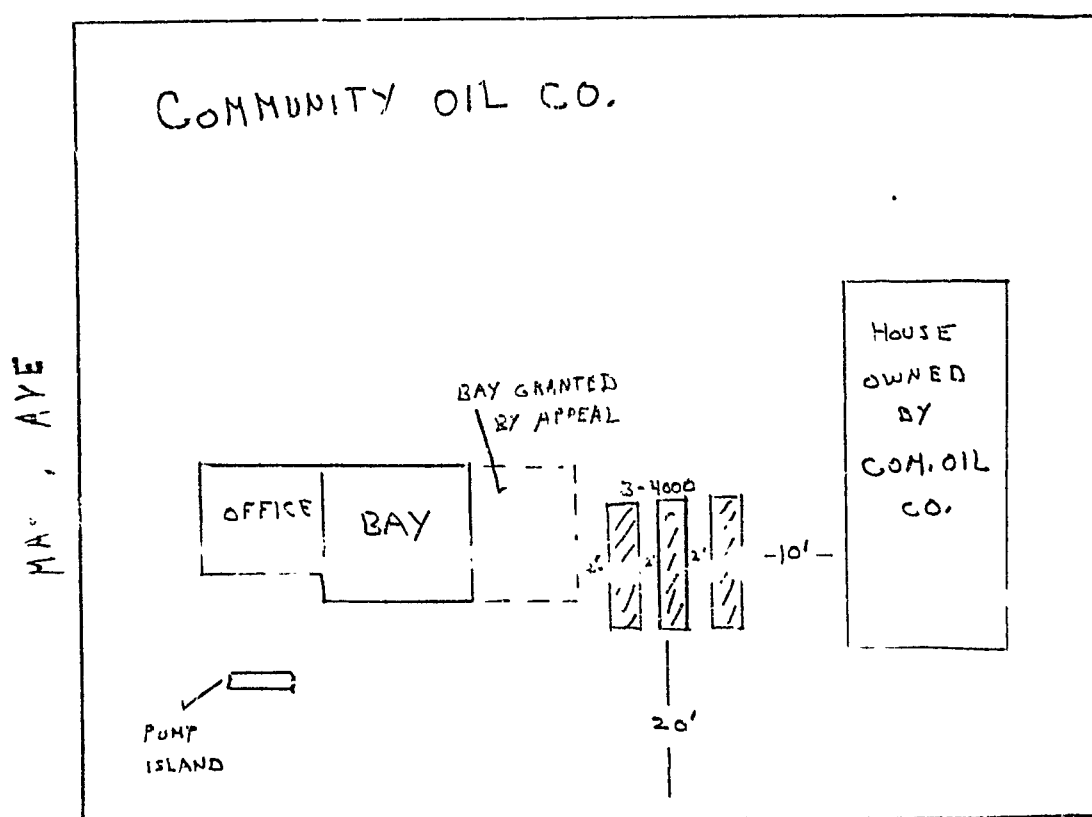 COMMUNITY OIL CO.
AVE
HOUSE
OWNED
BY
COM. OIL
CO.
BAY GRANTED
BY APPEAL
OFFICE
BAY
3-4000
2'
2'
2'
-10'-
20'
PUMP
ISLAND